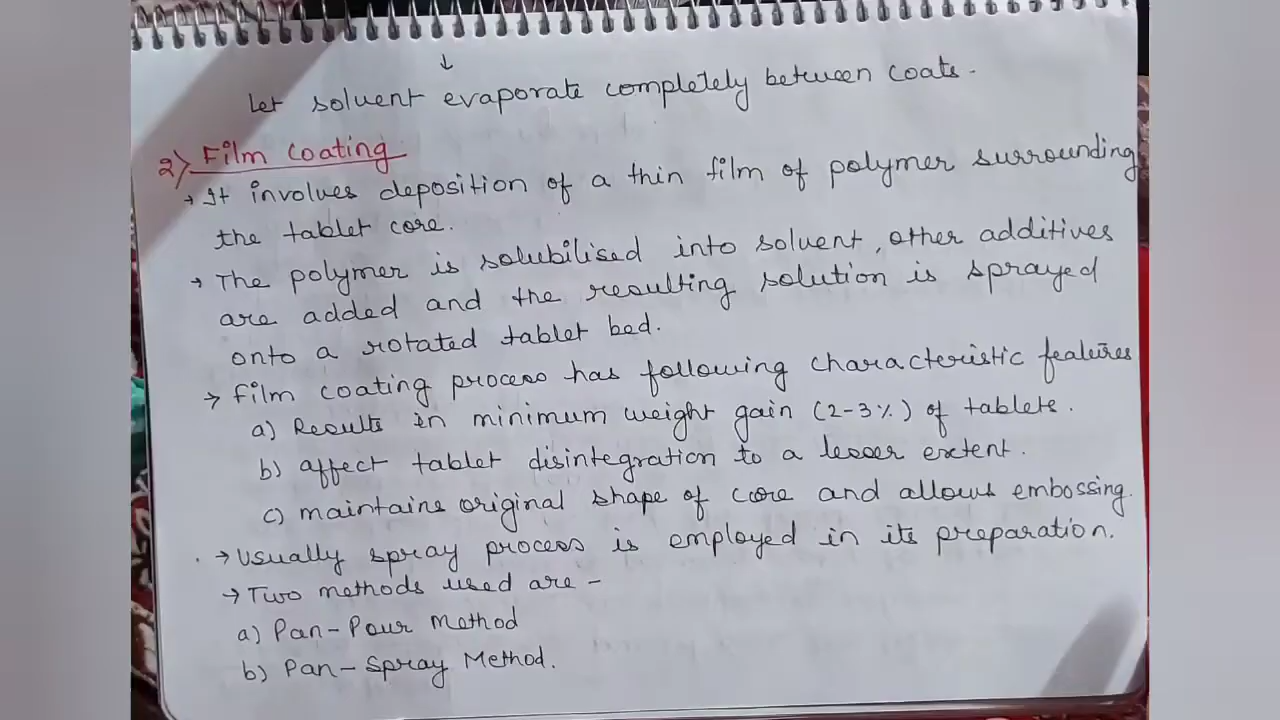 ↓
Let solvent evaporate completely between coats.
2) Film Coating
→ It involves deposition of a thin film of polymer surrounding
the tablet core.
→ The polymer is solubilised into solvent, other additives
are added and the resulting solution is sprayed
onto a rotated tablet bed.
→ Film coating process has following characteristic features
a) Results in minimum weight gain (2-3%) of tablets.
b) affect tablet disintegration to a lesser extent.
c) maintains original shape of core and allows embossing.
→ Usually spray process is employed in its preparation.
→ Two methods used are -
a) Pan-Pour Method
b) Pan-Spray Method.